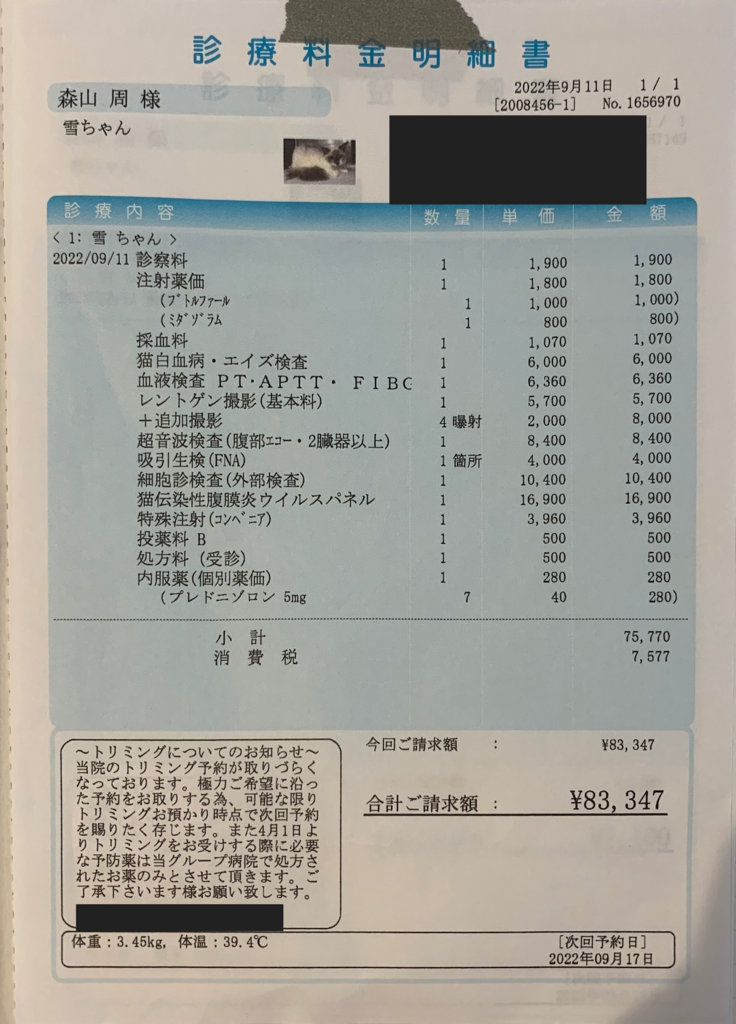 診療料金明細書
森山 周 様
2022年9月11日 1 / 1
[2008456-1] No.1656970
雪ちゃん
診療内容 数量 単価 金額
< 1: 雪 ちゃん >
2022/09/11 診察料 1 1,900 1,900
注射薬価 1 1,800 1,800
(ﾌﾞﾄﾙﾌｧｰﾙ 1 1,000 1,000)
(ﾐﾀﾞｿﾞﾗﾑ 1 800 800)
採血料 1 1,070 1,070
猫白血病・エイズ検査 1 6,000 6,000
血液検査 ＰＴ･ＡＰＴＴ･ ＦＩＢＣ 1 6,360 6,360
レントゲン撮影(基本料) 1 5,700 5,700
＋追加撮影 4 曝射 2,000 8,000
超音波検査(腹部ｴｺｰ・2臓器以上) 1 8,400 8,400
吸引生検(FNA) 1 箇所 4,000 4,000
細胞診検査(外部検査) 1 10,400 10,400
猫伝染性腹膜炎ウイルスパネル 1 16,900 16,900
特殊注射(ｺﾝﾍﾞﾆｱ) 1 3,960 3,960
投薬料 B 1 500 500
処方料 (受診) 1 500 500
内服薬(個別薬価) 1 280 280
(プレドニゾロン 5mg 7 40 280)
小 計 75,770
消 費 税 7,577
今回ご請求額 : ¥83,347
合計ご請求額 : ¥83,347
～トリミングについてのお知らせ～
当院のトリミング予約が取りづらく
なっております。極力ご希望に沿っ
た予約をお取りする為、可能な限り
トリミングお預かり時点で次回予約
を賜りたく存じます。また4月1日よ
りトリミングをお受けする際に必要
な予防薬は当グループ病院で処方さ
れたお薬のみとさせて頂きます。ご
了承下さいます様お願い致します。
体重:3.45kg, 体温:39.4℃
[次回予約日]
2022年09月17日